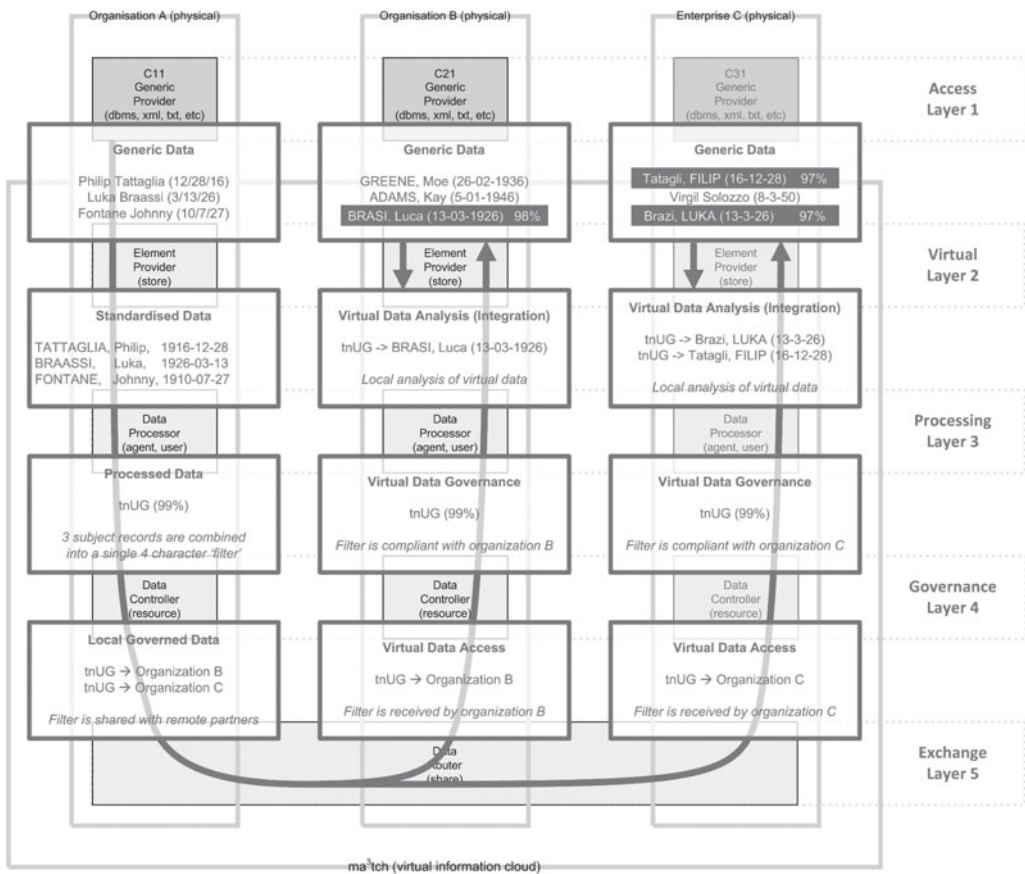 Organisation A (physical)
Organisation B (physical)
Enterprise C (physical)
C11
Generic
Provider
(dbms, xml, txt, etc)
C21
Generic
Provider
(dbms, xml, txt, etc)
C31
Generic
Provider
(dbms, xml, txt, etc)
Access
Layer 1
Generic Data
Philip Tattaglia (12/28/16)
Luka Braassi (3/13/26)
Fontane Johnny (10/7/27)
Generic Data
GREENE, Moe (26-02-1936)
ADAMS, Kay (5-01-1946)
BRASI, Luca (13-03-1926) 98%
Generic Data
Tatagli, FILIP (16-12-28) 97%
Virgil Solozzo (8-3-50)
Brazi, LUKA (13-3-26) 97%
Element
Provider
(store)
Element
Provider
(store)
Element
Provider
(store)
Virtual
Layer 2
Standardised Data
TATTAGLIA, Philip, 1916-12-28
BRAASSI, Luka, 1926-03-13
FONTANE, Johnny, 1910-07-27
Virtual Data Analysis (Integration)
tnUG -> BRASI, Luca (13-03-1926)
Local analysis of virtual data
Virtual Data Analysis (Integration)
tnUG -> Brazi, LUKA (13-3-26)
tnUG -> Tatagli, FILIP (16-12-28)
Local analysis of virtual data
Data
Processor
(agent, user)
Data
Processor
(agent, user)
Data
Processor
(agent, user)
Processing
Layer 3
Processed Data
tnUG (99%)
3 subject records are combined
into a single 4 character 'filter'
Virtual Data Governance
tnUG (99%)
Filter is compliant with organization B
Virtual Data Governance
tnUG (99%)
Filter is compliant with organization C
Data
Controller
(resource)
Data
Controller
(resource)
Data
Controller
(resource)
Governance
Layer 4
Local Governed Data
tnUG → Organization B
tnUG → Organization C
Filter is shared with remote partners
Virtual Data Access
tnUG → Organization B
Filter is received by organization B
Virtual Data Access
tnUG → Organization C
Filter is received by organization C
Data
Router
(share)
Exchange
Layer 5
ma³tch (virtual information cloud)